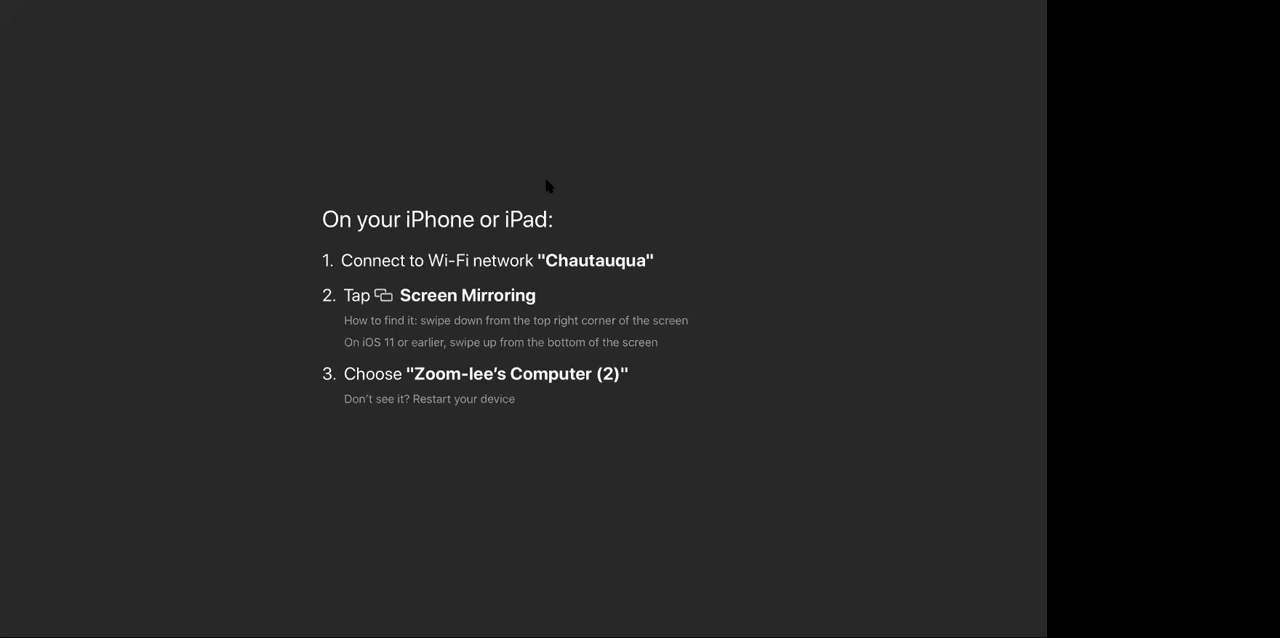 On your iPhone or iPad:
1. Connect to Wi-Fi network "Chautauqua"
2. Tap Screen Mirroring
How to find it: swipe down from the top right corner of the screen
On iOS 11 or earlier, swipe up from the bottom of the screen
3. Choose "Zoom-lee’s Computer (2)"
Don’t see it? Restart your device